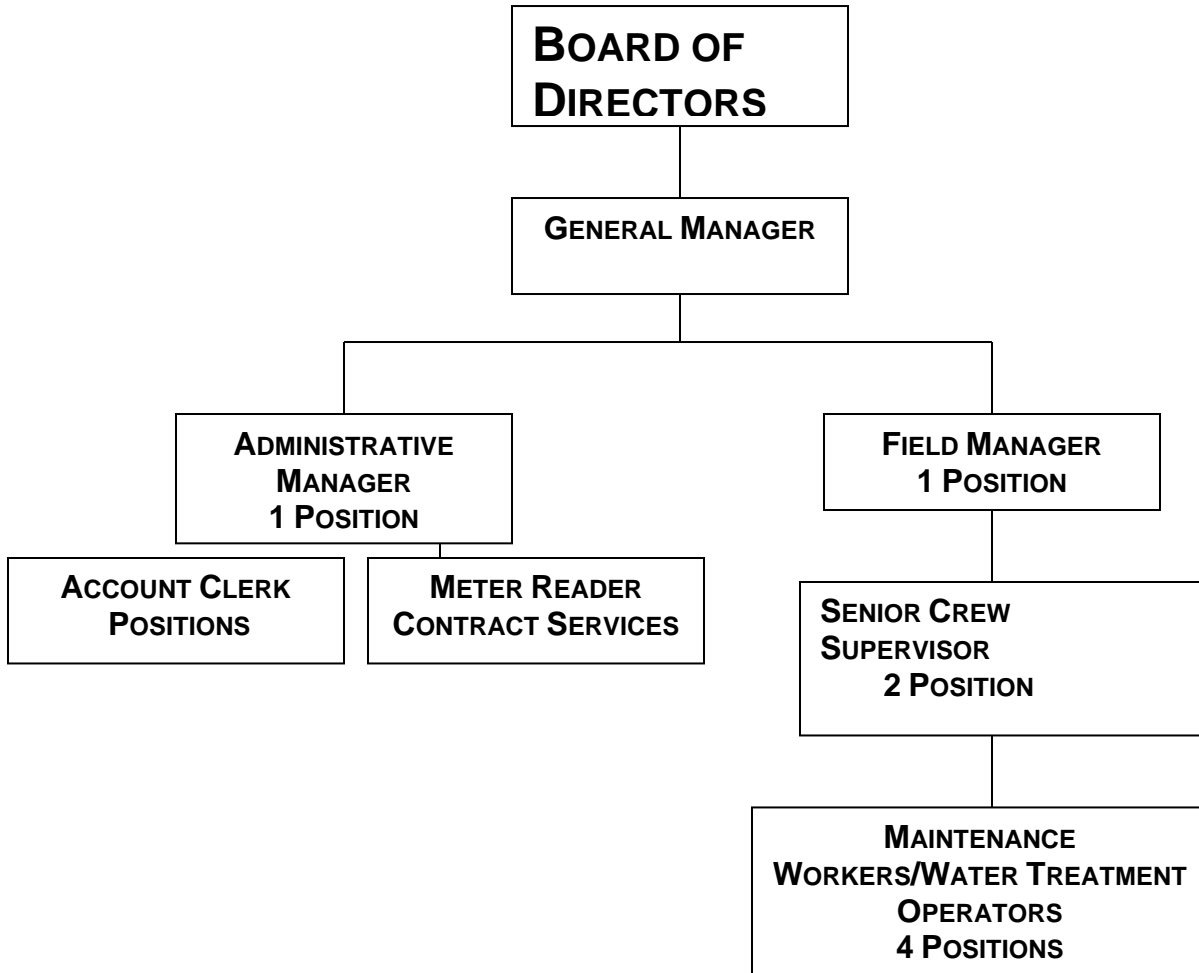 BOARD OF
DIRECTORS
GENERAL MANAGER
ADMINISTRATIVE
MANAGER
1 POSITION
FIELD MANAGER
1 POSITION
ACCOUNT CLERK
POSITIONS
METER READER
CONTRACT SERVICES
SENIOR CREW
SUPERVISOR
2 POSITION
MAINTENANCE
WORKERS/WATER TREATMENT
OPERATORS
4 POSITIONS